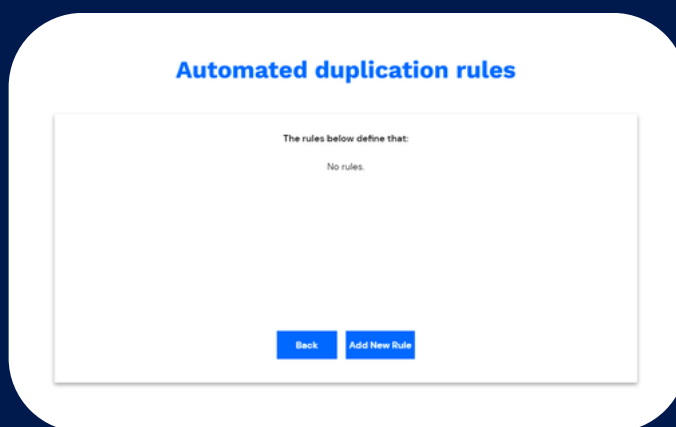 Automated duplication rules
The rules below define that:
No rules.
Back
Add New Rule